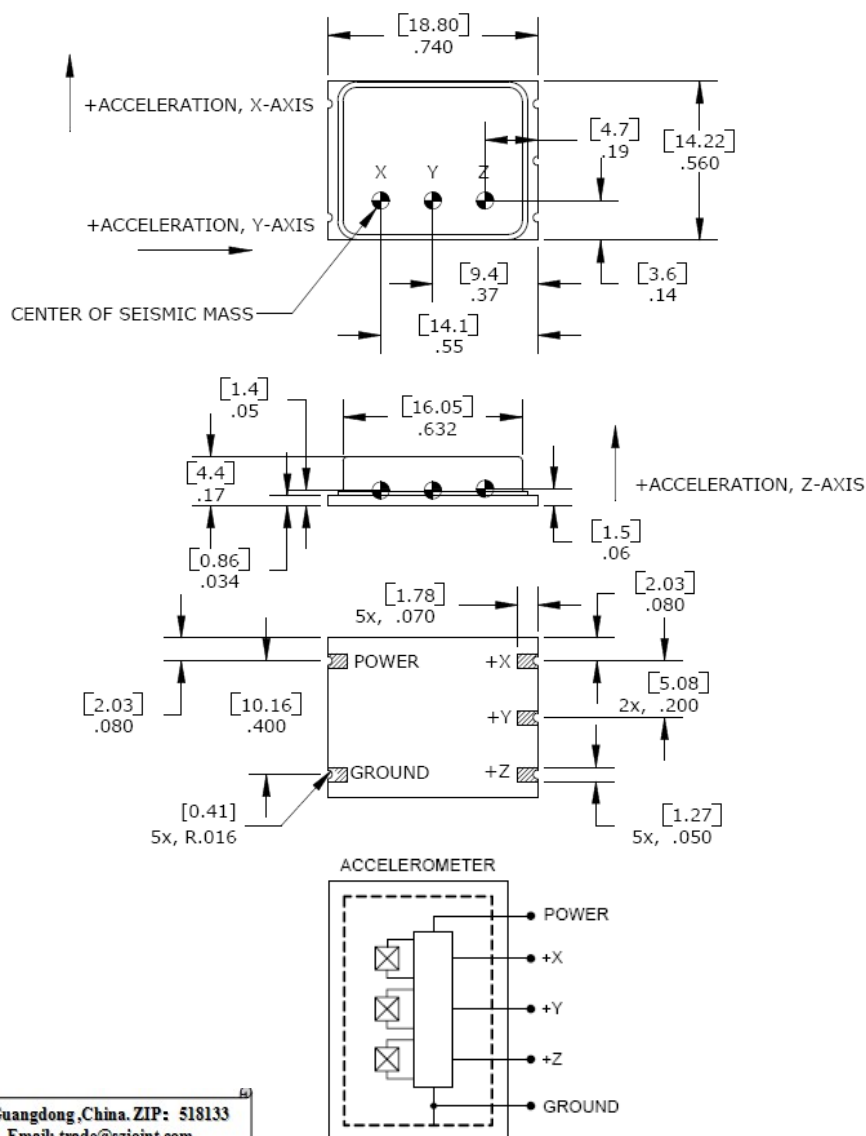 [18.80]
.740
+ACCELERATION, X-AXIS
[4.7]
.19
[14.22]
.560
X Y Z
+ACCELERATION, Y-AXIS
[9.4]
.37
[3.6]
.14
CENTER OF SEISMIC MASS
[14.1]
.55
[1.4]
.05
[16.05]
.632
[4.4]
.17
+ACCELERATION, Z-AXIS
[0.86]
.034
[1.5]
.06
[1.78]
5x, .070
[2.03]
.080
POWER
+X
[2.03]
.080
[10.16]
.400
[5.08]
2x, .200
+Y
GROUND
+Z
[0.41]
5x, R.016
[1.27]
5x, .050
ACCELEROMETER
POWER
+X
+Y
+Z
GROUND
Guangdong ,China. ZIP: 518133